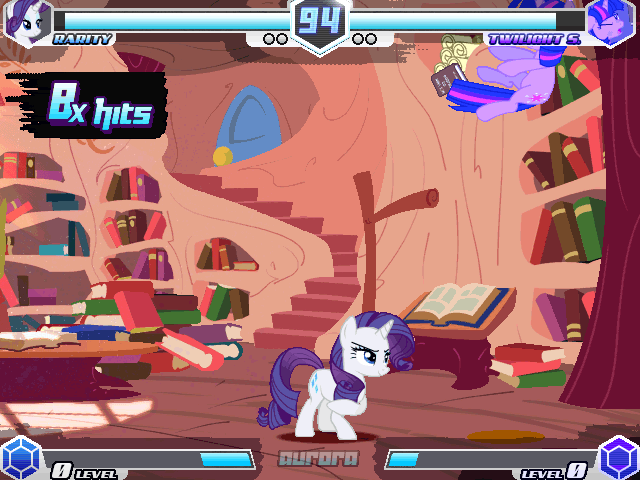 94
RARITY
TWILIGHT S.
8x hits
0 LEVEL
aurora
LEVEL 0